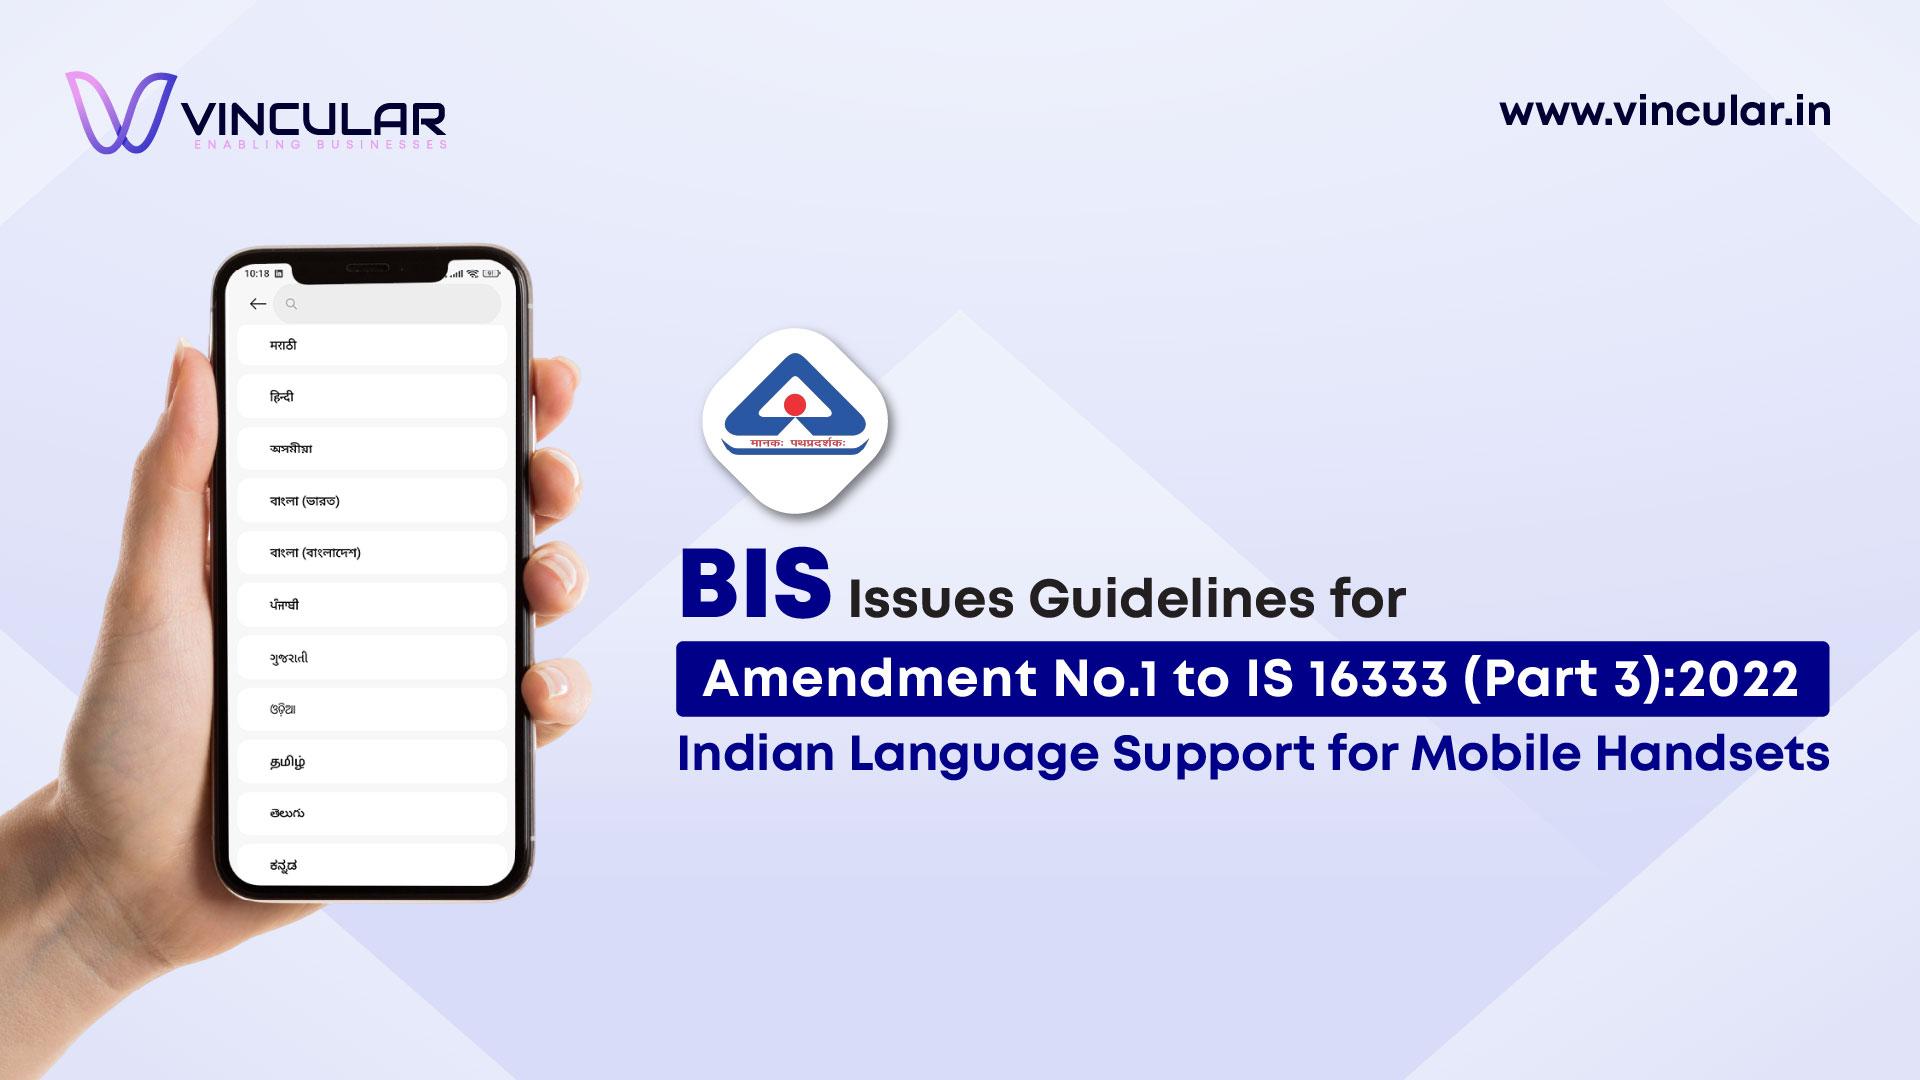 VINCULAR
ENABLING BUSINESSES
www.vincular.in
10:18
मराठी
हिन्दी
অসমীয়া
বাংলা (ভারত)
বাংলা (বাংলাদেশ)
ਪੰਜਾਬੀ
ગુજરાતી
ଓଡ଼ିଆ
தமிழ்
తెలుగు
ಕನ್ನಡ
मानकः पथप्रदर्शकः
BIS Issues Guidelines for
Amendment No.1 to IS 16333 (Part 3):2022
Indian Language Support for Mobile Handsets